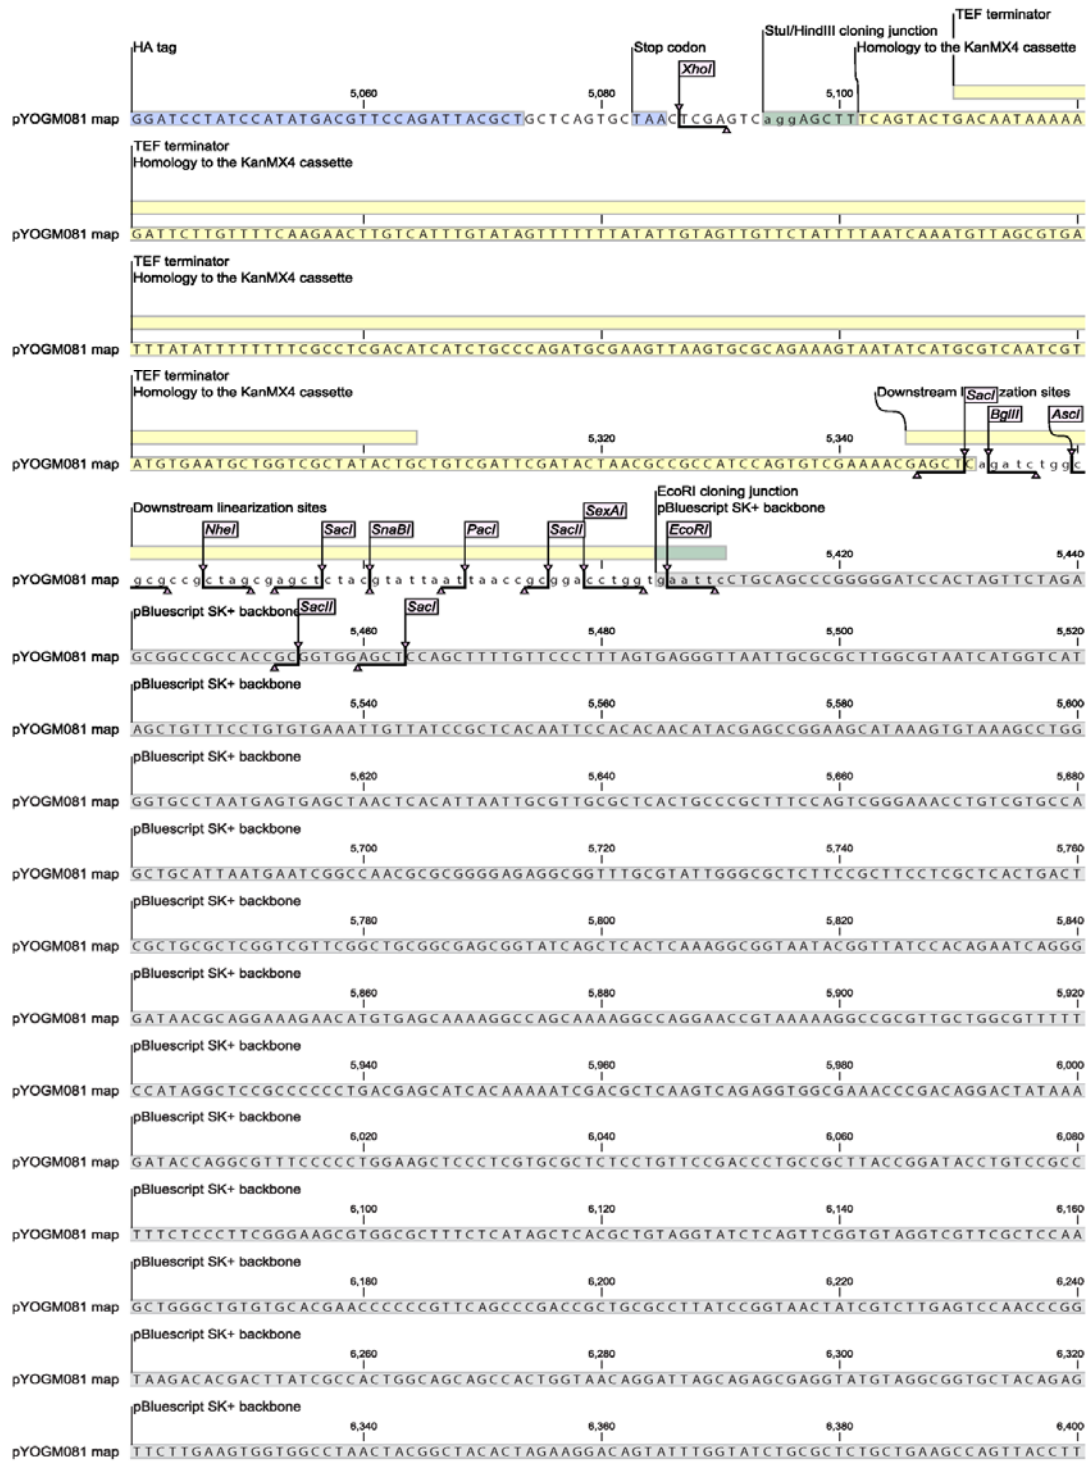 TEF terminator
StuI/HindIII cloning junction
HA tag
Stop codon
Homology to the KanMX4 cassette
XhoI
5,060 5,080 5,100
pYOGM081 map GGATCCTATCCATATGACGTTCCAGATTACGCTGCTCAGTGCTAACTCGAGTCaggAGCTTTCAGTACTGACAATAAAAA
TEF terminator
Homology to the KanMX4 cassette
pYOGM081 map GATTCTTGTTTTCAAGAACTTGTCATTTGTATAGTTTTTTTATATTGTAGTTGTTCTATTTTAATCAAATGTTAGCGTGA
TEF terminator
Homology to the KanMX4 cassette
pYOGM081 map TTTATATTTTTTTTCGCCTCGACATCATCTGCCCAGATGCGAAGTTAAGTGCGCAGAAAGTAATATCATGCGTCAATCGT
TEF terminator
Homology to the KanMX4 cassette
Downstream l zation sites
SacI
BglII AscI
5,320 5,340
pYOGM081 map ATGTGAATGCTGGTCGCTATACTGCTGTCGATTCGATACTAACGCCGCCATCCAGTGTCGAAAACGAGCTCagatctggc
EcoRI cloning junction
Downstream linearization sites
SexAI
pBluescript SK+ backbone
NheI SacI SnaBI PacI SacII EcoRI
5,420 5,440
pYOGM081 map gcgccgctagcgagctctacgtattaattaaccgcggacctggtgaattcCTGCAGCCCGGGGGATCCACTAGTTCTAGA
pBluescript SK+ backbone
SacII SacI
5,460 5,480 5,500 5,520
pYOGM081 map GCGGCCGCCACCGCGGTGGAGCTCCAGCTTTTGTTCCCTTTAGTGAGGGTTAATTGCGCGCTTGGCGTAATCATGGTCAT
pBluescript SK+ backbone
5,540 5,560 5,580 5,600
pYOGM081 map AGCTGTTTCCTGTGTGAAATTGTTATCCGCTCACAATTCCACACAACATACGAGCCGGAAGCATAAAGTGTAAAGCCTGG
pBluescript SK+ backbone
5,620 5,640 5,660 5,680
pYOGM081 map GGTGCCTAATGAGTGAGCTAACTCACATTAATTGCGTTGCGCTCACTGCCCGCTTTCCAGTCGGGAAACCTGTCGTGCCA
pBluescript SK+ backbone
5,700 5,720 5,740 5,760
pYOGM081 map GCTGCATTAATGAATCGGCCAACGCGCGGGGAGAGGCGGTTTGCGTATTGGGCGCTCTTCCGCTTCCTCGCTCACTGACT
pBluescript SK+ backbone
5,780 5,800 5,820 5,840
pYOGM081 map CGCTGCGCTCGGTCGTTCGGCTGCGGCGAGCGGTATCAGCTCACTCAAAGGCGGTAATACGGTTATCCACAGAATCAGGG
pBluescript SK+ backbone
5,860 5,880 5,900 5,920
pYOGM081 map GATAACGCAGGAAAGAACATGTGAGCAAAAGGCCAGCAAAAGGCCAGGAACCGTAAAAAGGCCGCGTTGCTGGCGTTTTT
pBluescript SK+ backbone
5,940 5,960 5,980 6,000
pYOGM081 map CCATAGGCTCCGCCCCCCTGACGAGCATCACAAAAATCGACGCTCAAGTCAGAGGTGGCGAAACCCGACAGGACTATAAA
pBluescript SK+ backbone
6,020 6,040 6,060 6,080
pYOGM081 map GATACCAGGCGTTTCCCCCTGGAAGCTCCCTCGTGCGCTCTCCTGTTCCGACCCTGCCGCTTACCGGATACCTGTCCGCC
pBluescript SK+ backbone
6,100 6,120 6,140 6,160
pYOGM081 map TTTCTCCCTTCGGGAAGCGTGGCGCTTTCTCATAGCTCACGCTGTAGGTATCTCAGTTCGGTGTAGGTCGTTCGCTCCAA
pBluescript SK+ backbone
6,180 6,200 6,220 6,240
pYOGM081 map GCTGGGCTGTGTGCACGAACCCCCCGTTCAGCCCGACCGCTGCGCCTTATCCGGTAACTATCGTCTTGAGTCCAACCCGG
pBluescript SK+ backbone
6,260 6,280 6,300 6,320
pYOGM081 map TAAGACACGACTTATCGCCACTGGCAGCAGCCACTGGTAACAGGATTAGCAGAGCGAGGTATGTAGGCGGTGCTACAGAG
pBluescript SK+ backbone
6,340 6,360 6,380 6,400
pYOGM081 map TTCTTGAAGTGGTGGCCTAACTACGGCTACACTAGAAGGACAGTATTTGGTATCTGCGCTCTGCTGAAGCCAGTTACCTT